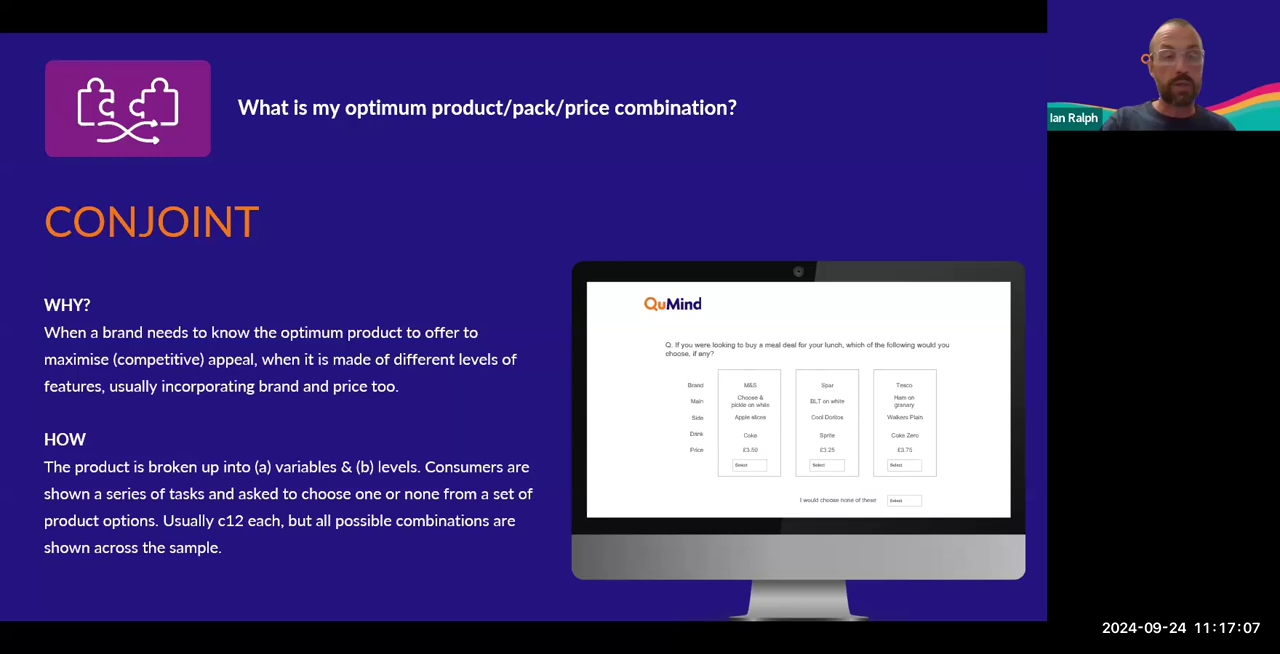 What is my optimum product/pack/price combination?
Ian Ralph
CONJOINT
WHY?
When a brand needs to know the optimum product to offer to
maximise (competitive) appeal, when it is made of different levels of
features, usually incorporating brand and price too.
HOW
The product is broken up into (a) variables & (b) levels. Consumers are
shown a series of tasks and asked to choose one or none from a set of
product options. Usually c12 each, but all possible combinations are
shown across the sample.
QuMind
Q. If you were looking to buy a meal deal for your lunch, which of the following would you
choose, if any?
Brand M&S Spar Tesco
Main Choose & pickle on white BLT on white Ham on granary
Side Apple slices Cool Doritos Walkers Plain
Drink Coke Sprite Coke Zero
Price £3.50 £3.25 £3.75
Select Select Select
I would choose none of these Select
2024-09-24 11:17:07